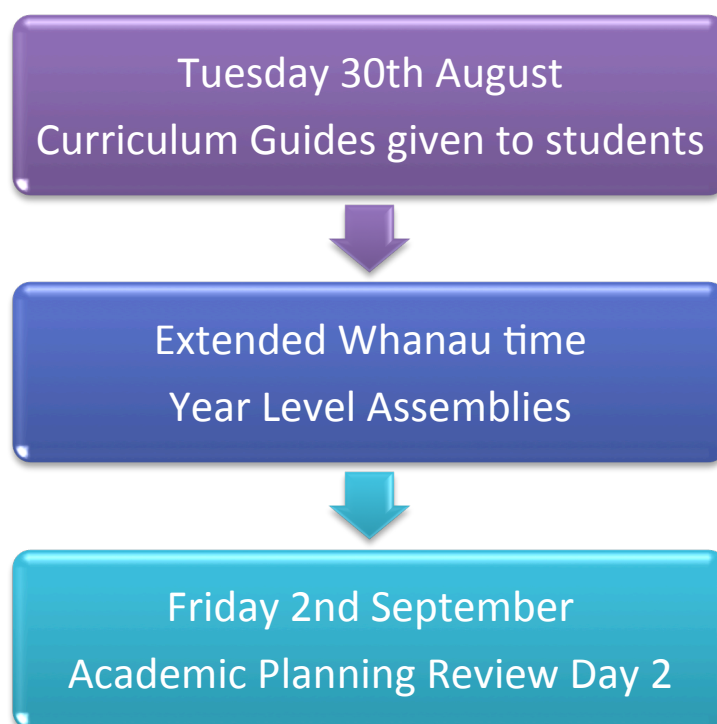 Tuesday 30th August
Curriculum Guides given to students
Extended Whanau time
Year Level Assemblies
Friday 2nd September
Academic Planning Review Day 2